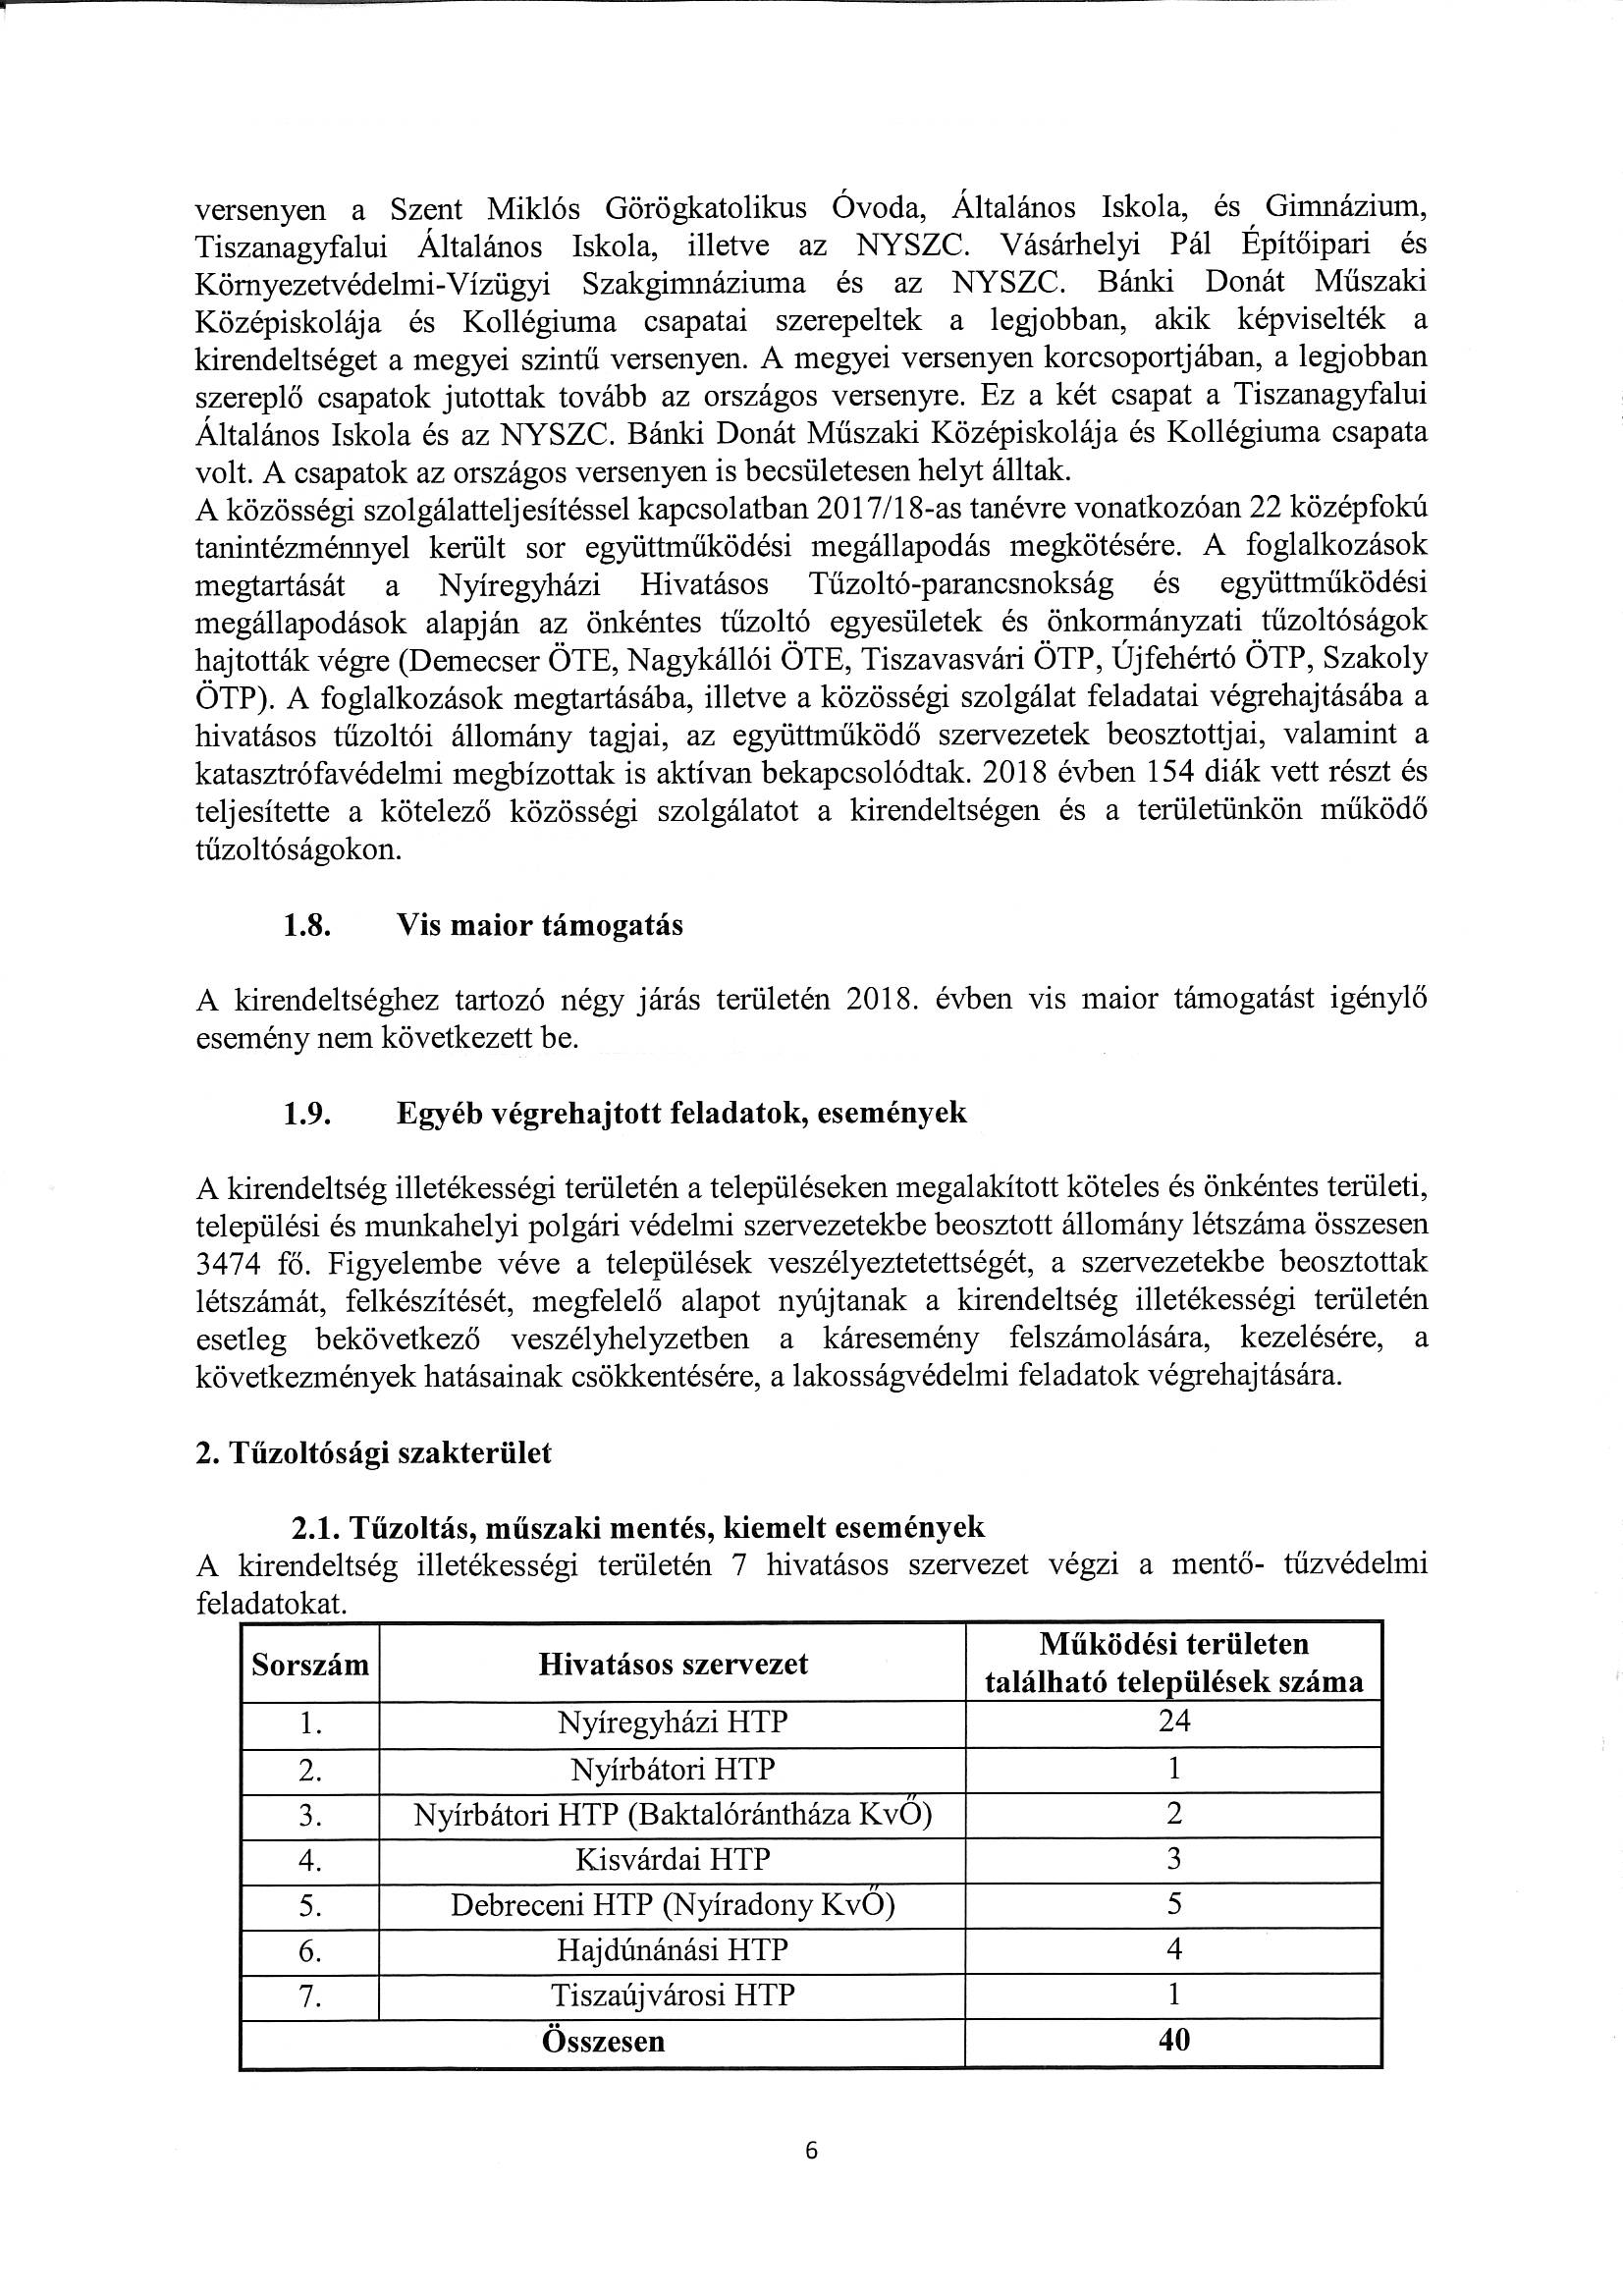 versenyen a Szent Miklós Görögkatolikus Óvoda, Általános Iskola, és Gimnázium,
Tiszanagyfalui Általános Iskola, illetve az NYSZC. Vásárhelyi Pál Építőipari és
Környezetvédelmi-Vízügyi Szakgimnáziuma és az NYSZC. Bánki Donát Műszaki
Középiskolája és Kollégiuma csapatai szerepeltek a legjobban, akik képviselték a
kirendeltséget a megyei szintű versenyen. A megyei versenyen korcsoportjában, a legjobban
szereplő csapatok jutottak tovább az országos versenyre. Ez a két csapat a Tiszanagyfalui
Általános Iskola és az NYSZC. Bánki Donát Műszaki Középiskolája és Kollégiuma csapata
volt. A csapatok az országos versenyen is becsületesen helyt álltak.
A közösségi szolgálatteljesítéssel kapcsolatban 2017/18-as tanévre vonatkozóan 22 középfokú
tanintézménnyel került sor együttműködési megállapodás megkötésére. A foglalkozások
megtartását a Nyíregyházi Hivatásos Tűzoltó-parancsnokság és együttműködési
megállapodások alapján az önkéntes tűzoltó egyesületek és önkormányzati tűzoltóságok
hajtották végre (Demecser ÖTE, Nagykállói ÖTE, Tiszavasvári ÖTP, Újfehértó ÖTP, Szakoly
ÖTP). A foglalkozások megtartásába, illetve a közösségi szolgálat feladatai végrehajtásába a
hivatásos tűzoltói állomány tagjai, az együttműködő szervezetek beosztottjai, valamint a
katasztrófavédelmi megbízottak is aktívan bekapcsolódtak. 2018 évben 154 diák vett részt és
teljesítette a kötelező közösségi szolgálatot a kirendeltségen és a területünkön működő
tűzoltóságokon.
1.8. Vis maior támogatás
A kirendeltséghez tartozó négy járás területén 2018. évben vis maior támogatást igénylő
esemény nem következett be.
1.9. Egyéb végrehajtott feladatok, események
A kirendeltség illetékességi területén a településeken megalakított köteles és önkéntes területi,
települési és munkahelyi polgári védelmi szervezetekbe beosztott állomány létszáma összesen
3474 fő. Figyelembe véve a települések veszélyeztetettségét, a szervezetekbe beosztottak
létszámát, felkészítését, megfelelő alapot nyújtanak a kirendeltség illetékességi területén
esetleg bekövetkező veszélyhelyzetben a káresemény felszámolására, kezelésére, a
következmények hatásainak csökkentésére, a lakosságvédelmi feladatok végrehajtására.
2. Tűzoltósági szakterület
2.1. Tűzoltás, műszaki mentés, kiemelt események
A kirendeltség illetékességi területén 7 hivatásos szervezet végzi a mentő- tűzvédelmi
feladatokat.
Sorszám Hivatásos szervezet Működési területen
található települések száma
1. Nyíregyházi HTP 24
2. Nyírbátori HTP 1
3. Nyírbátori HTP (Baktalórántháza KvŐ) 2
4. Kisvárdai HTP 3
5. Debreceni HTP (Nyíradony KvŐ) 5
6. Hajdúnánási HTP 4
7. Tiszaújvárosi HTP 1
Összesen 40
6